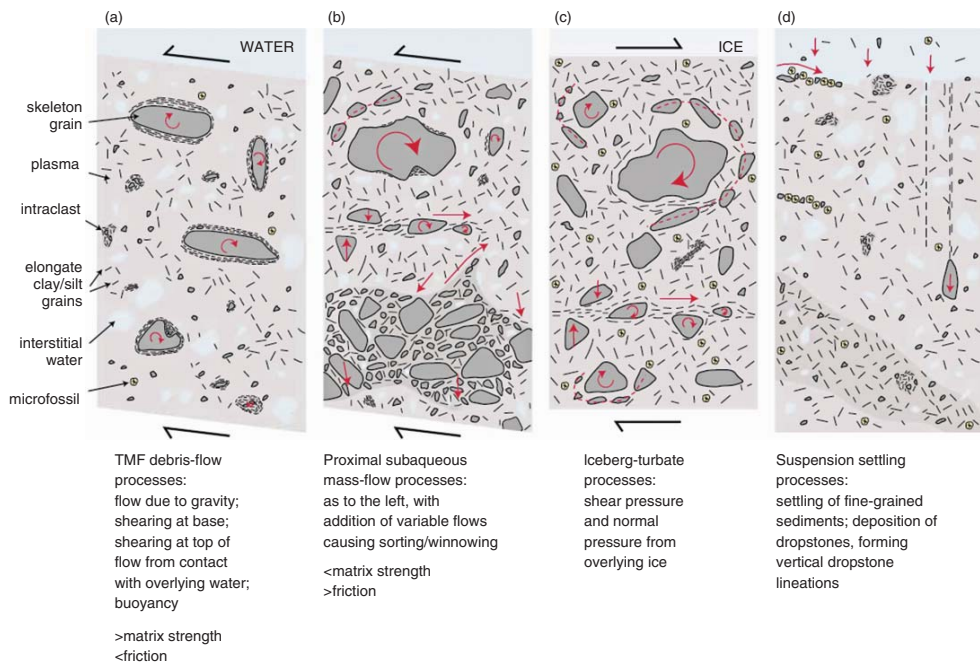 (a)
(b)
(c)
(d)
WATER
ICE
skeleton
grain
plasma
intraclast
elongate
clay/silt
grains
interstitial
water
microfossil
TMF debris-flow
processes:
flow due to gravity;
shearing at base;
shearing at top of
flow from contact
with overlying water;
buoyancy
>matrix strength
<friction
Proximal subaqueous
mass-flow processes:
as to the left, with
addition of variable flows
causing sorting/winnowing
<matrix strength
>friction
Iceberg-turbate
processes:
shear pressure
and normal
pressure from
overlying ice
Suspension settling
processes:
settling of fine-grained
sediments; deposition of
dropstones, forming
vertical dropstone
lineations